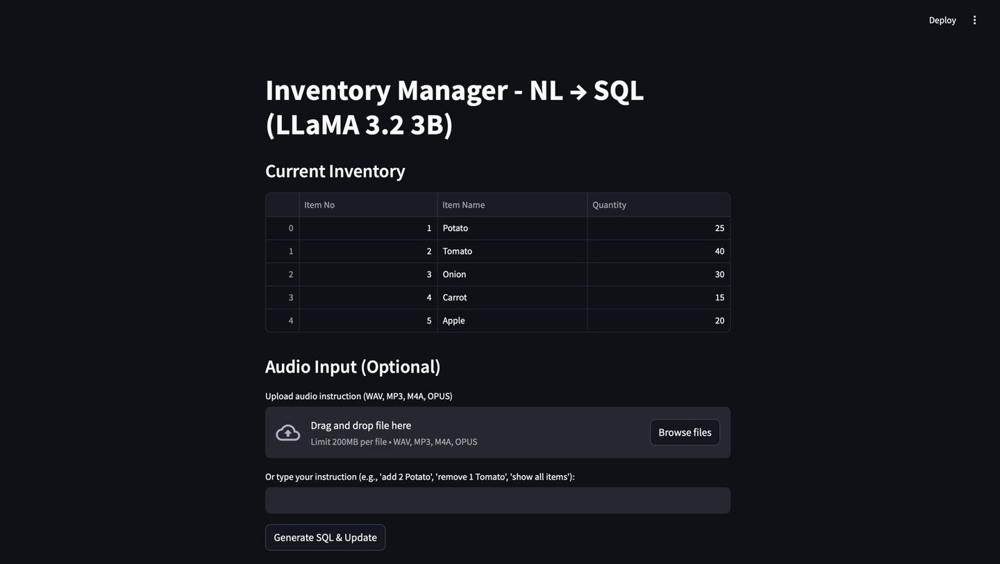 Deploy
Inventory Manager - NL → SQL
(LLaMA 3.2 3B)
Current Inventory
Item No Item Name Quantity
0 1 Potato 25
1 2 Tomato 40
2 3 Onion 30
3 4 Carrot 15
4 5 Apple 20
Audio Input (Optional)
Upload audio instruction (WAV, MP3, M4A, OPUS)
Drag and drop file here
Limit 200MB per file • WAV, MP3, M4A, OPUS
Browse files
Or type your instruction (e.g., 'add 2 Potato', 'remove 1 Tomato', 'show all items'):
Generate SQL & Update